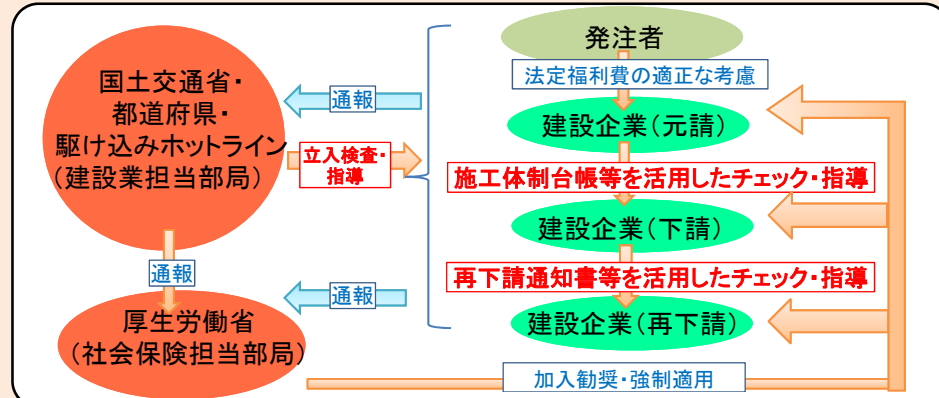 国土交通省・
都道府県・
駆け込みホットライン
（建設業担当部局）
通報
立入検査・
指導
通報
厚生労働省
（社会保険担当部局）
通報
発注者
法定福利費の適正な考慮
建設企業（元請）
施工体制台帳等を活用したチェック・指導
建設企業（下請）
再下請通知書等を活用したチェック・指導
建設企業（再下請）
加入勧奨・強制適用